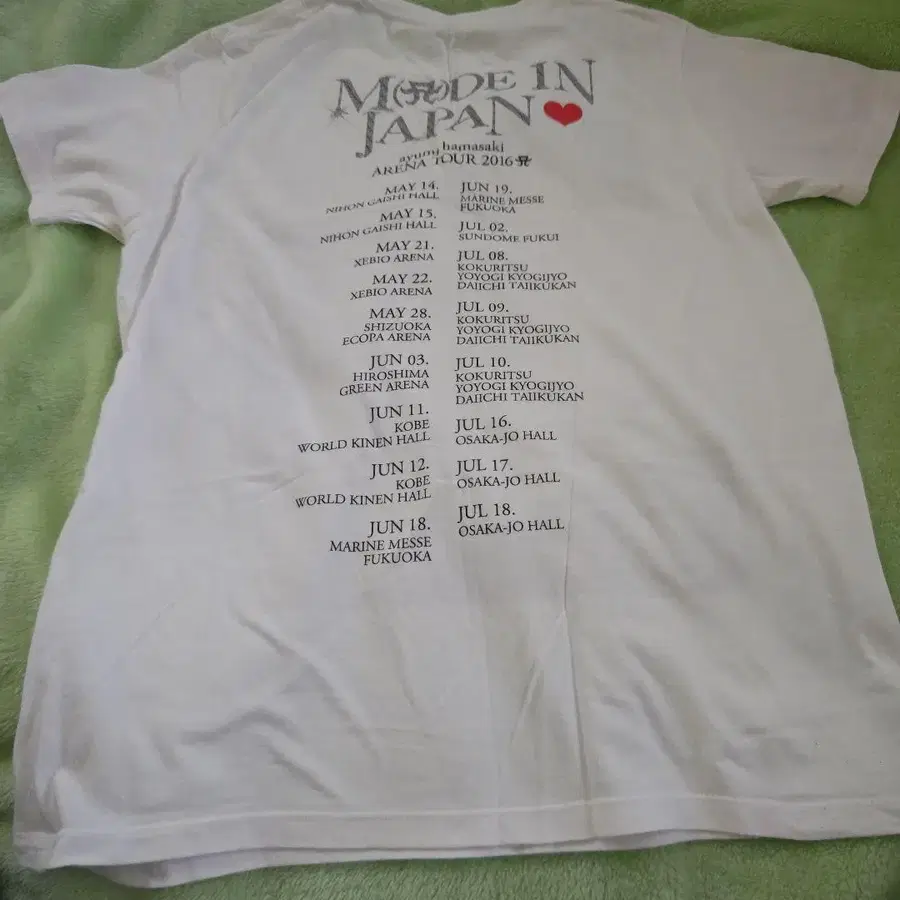 M(A)DE IN
JAPAN
ayumi hamasaki
ARENA TOUR 2016 A
MAY 14.
NIHON GAISHI HALL
MAY 15.
NIHON GAISHI HALL
MAY 21.
XEBIO ARENA
MAY 22.
XEBIO ARENA
MAY 28.
SHIZUOKA
ECOPA ARENA
JUN 03.
HIROSHIMA
GREEN ARENA
JUN 11.
KOBE
WORLD KINEN HALL
JUN 12.
KOBE
WORLD KINEN HALL
JUN 18.
MARINE MESSE
FUKUOKA
JUN 19.
MARINE MESSE
FUKUOKA
JUL 02.
SUNDOME FUKUI
JUL 08.
KOKURITSU
YOYOGI KYOGIJYO
DAIICHI TAIIKUKAN
JUL 09.
KOKURITSU
YOYOGI KYOGIJYO
DAIICHI TAIIKUKAN
JUL 10.
KOKURITSU
YOYOGI KYOGIJYO
DAIICHI TAIIKUKAN
JUL 16.
OSAKA-JO HALL
JUL 17.
OSAKA-JO HALL
JUL 18.
OSAKA-JO HALL